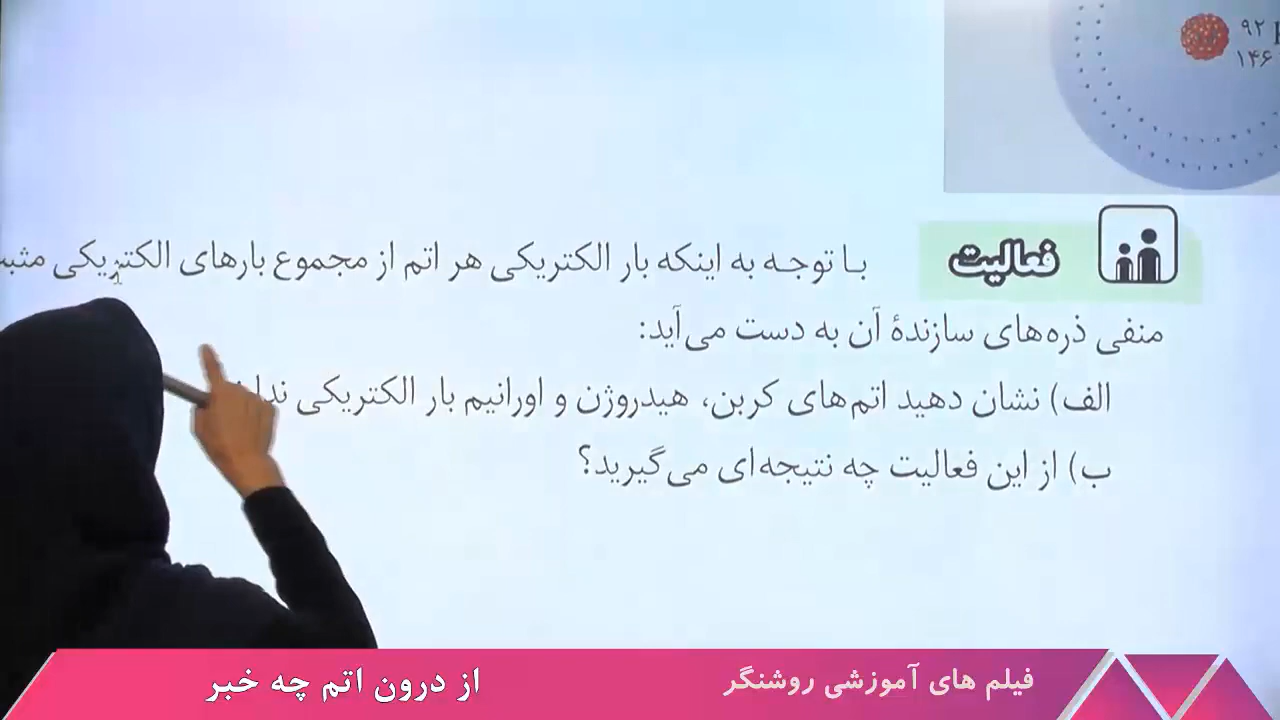 ۹۲
۱۴۶
فعالیت
با توجه به اینکه بار الکتریکی هر اتم از مجموع بارهای الکتریکی
منفی ذره‌های سازندهٔ آن به دست می‌آید:
الف) نشان دهید اتم‌های کربن، هیدروژن و اورانیم بار الکتریکی
ب) از این فعالیت چه نتیجه‌ای می‌گیرید؟
فیلم های آموزشی روشنگر
از درون اتم چه خبر